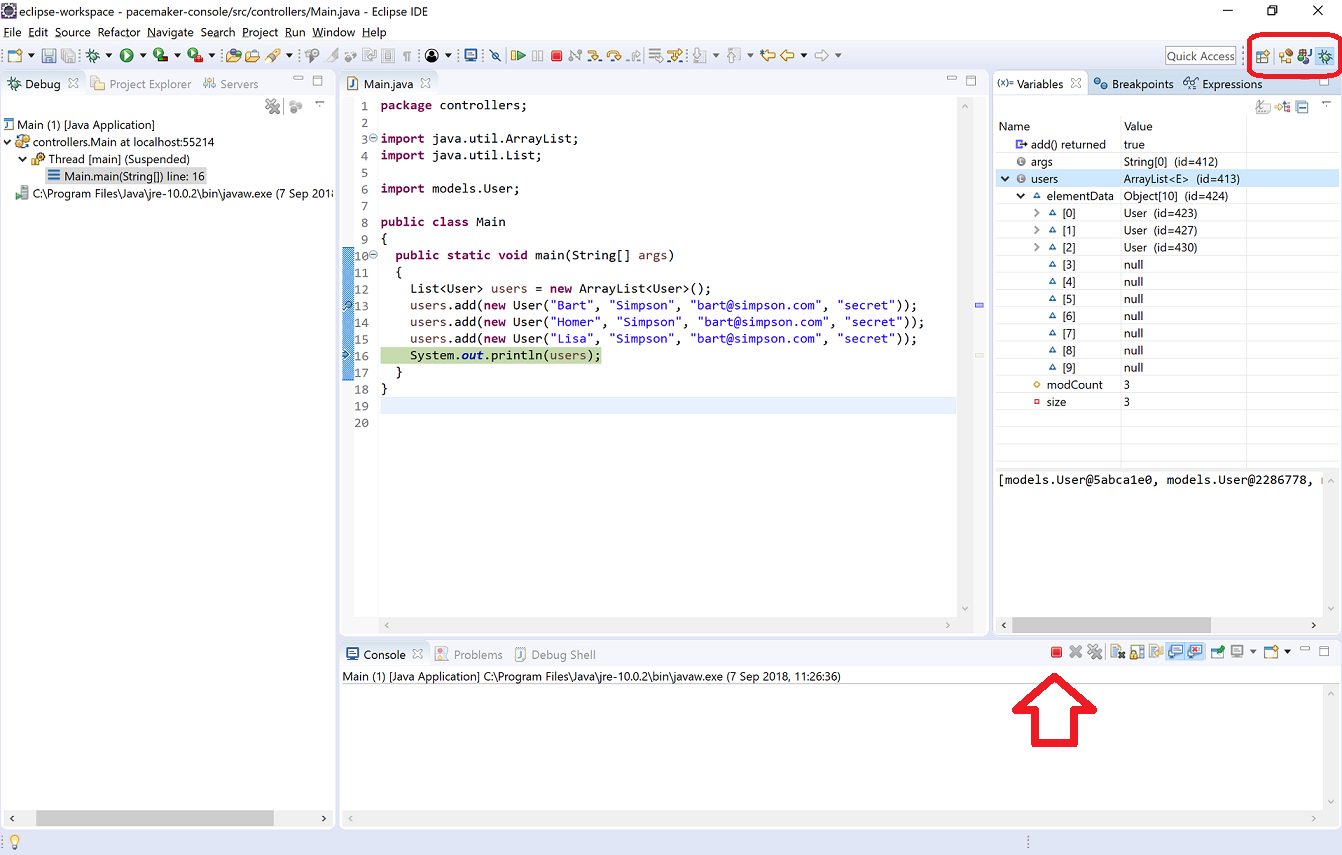 eclipse-workspace - pacemaker-console/src/controllers/Main.java - Eclipse IDE
File Edit Source Refactor Navigate Search Project Run Window Help
Quick Access
Debug Project Explorer Servers
Main (1) [Java Application]
controllers.Main at localhost:55214
Thread [main] (Suspended)
Main.main(String[]) line: 16
C:\Program Files\Java\jre-10.0.2\bin\javaw.exe (7 Sep 2018
Main.java
1 package controllers;
2
3 import java.util.ArrayList;
4 import java.util.List;
5
6 import models.User;
7
8 public class Main
9 {
10 public static void main(String[] args)
11 {
12 List<User> users = new ArrayList<User>();
13 users.add(new User("Bart", "Simpson", "bart@simpson.com", "secret"));
14 users.add(new User("Homer", "Simpson", "bart@simpson.com", "secret"));
15 users.add(new User("Lisa", "Simpson", "bart@simpson.com", "secret"));
16 System.out.println(users);
17 }
18 }
19
20
(x)= Variables Breakpoints Expressions
Name Value
add() returned true
args String[0] (id=412)
users ArrayList<E> (id=413)
elementData Object[10] (id=424)
[0] User (id=423)
[1] User (id=427)
[2] User (id=430)
[3] null
[4] null
[5] null
[6] null
[7] null
[8] null
[9] null
modCount 3
size 3
[models.User@5abca1e0, models.User@2286778,
Console Problems Debug Shell
Main (1) [Java Application] C:\Program Files\Java\jre-10.0.2\bin\javaw.exe (7 Sep 2018, 11:26:36)